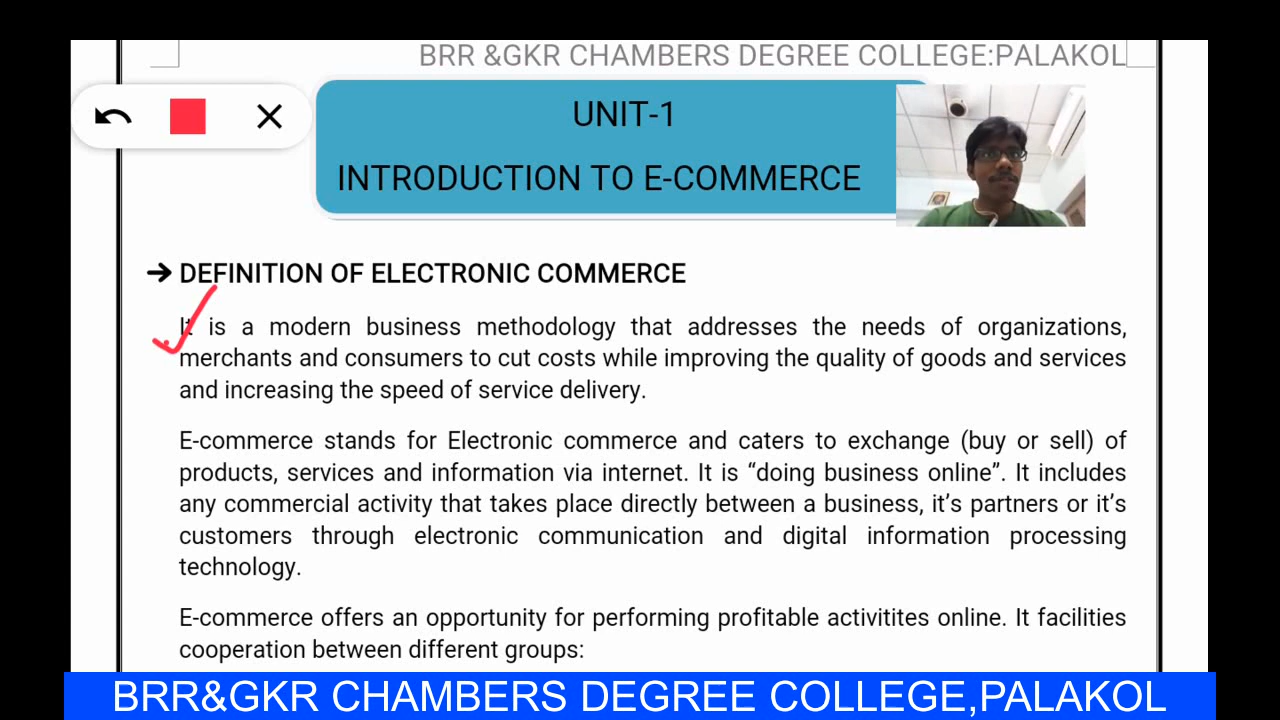 BRR &GKR CHAMBERS DEGREE COLLEGE:PALAKOL
UNIT-1
INTRODUCTION TO E-COMMERCE
DEFINITION OF ELECTRONIC COMMERCE
It is a modern business methodology that addresses the needs of organizations,
merchants and consumers to cut costs while improving the quality of goods and services
and increasing the speed of service delivery.
E-commerce stands for Electronic commerce and caters to exchange (buy or sell) of
products, services and information via internet. It is “doing business online”. It includes
any commercial activity that takes place directly between a business, it’s partners or it’s
customers through electronic communication and digital information processing
technology.
E-commerce offers an opportunity for performing profitable activitites online. It facilities
cooperation between different groups:
BRR&GKR CHAMBERS DEGREE COLLEGE,PALAKOL